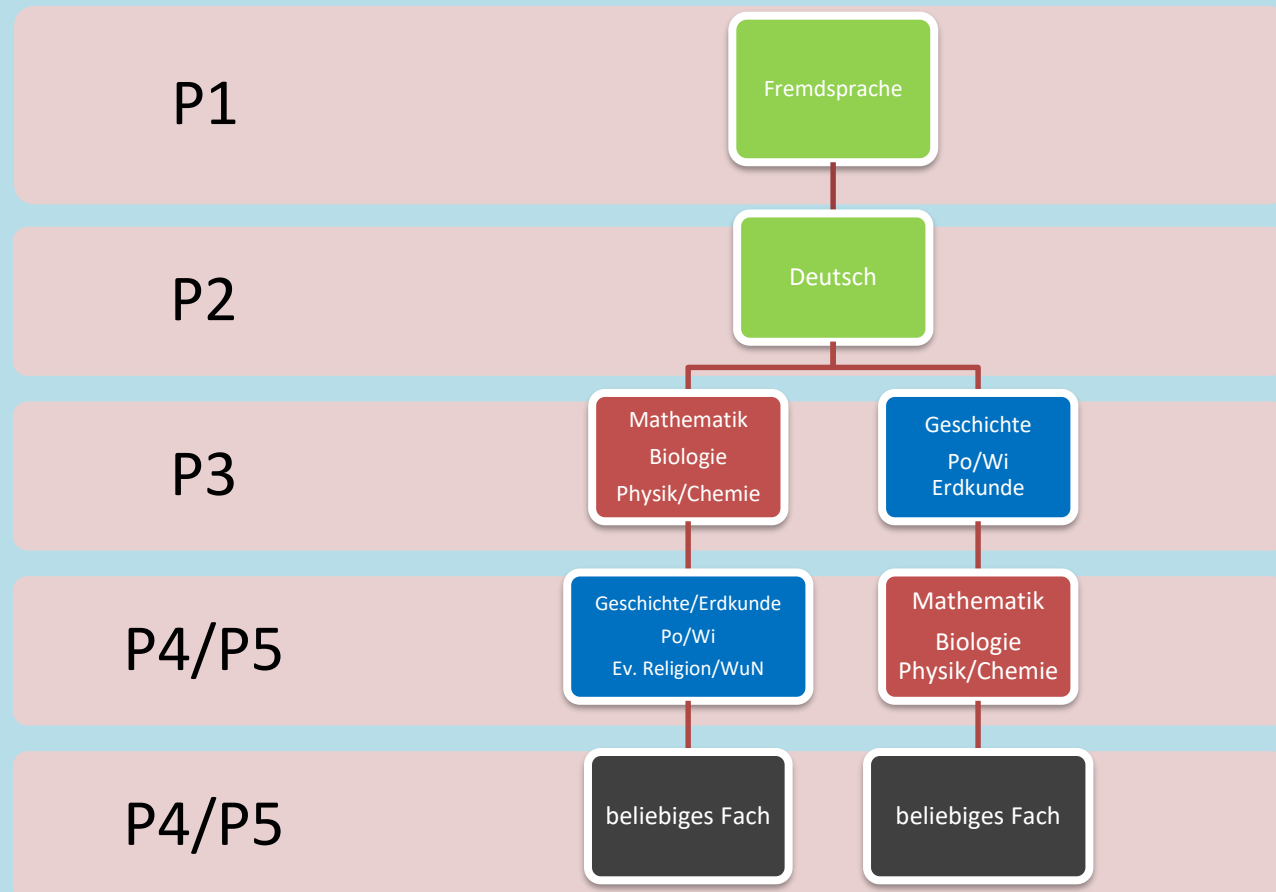 P1
Fremdsprache
P2
Deutsch
P3
Mathematik
Biologie
Physik/Chemie
Geschichte
Po/Wi
Erdkunde
P4/P5
Geschichte/Erdkunde
Po/Wi
Ev. Religion/WuN
Mathematik
Biologie
Physik/Chemie
P4/P5
beliebiges Fach
beliebiges Fach